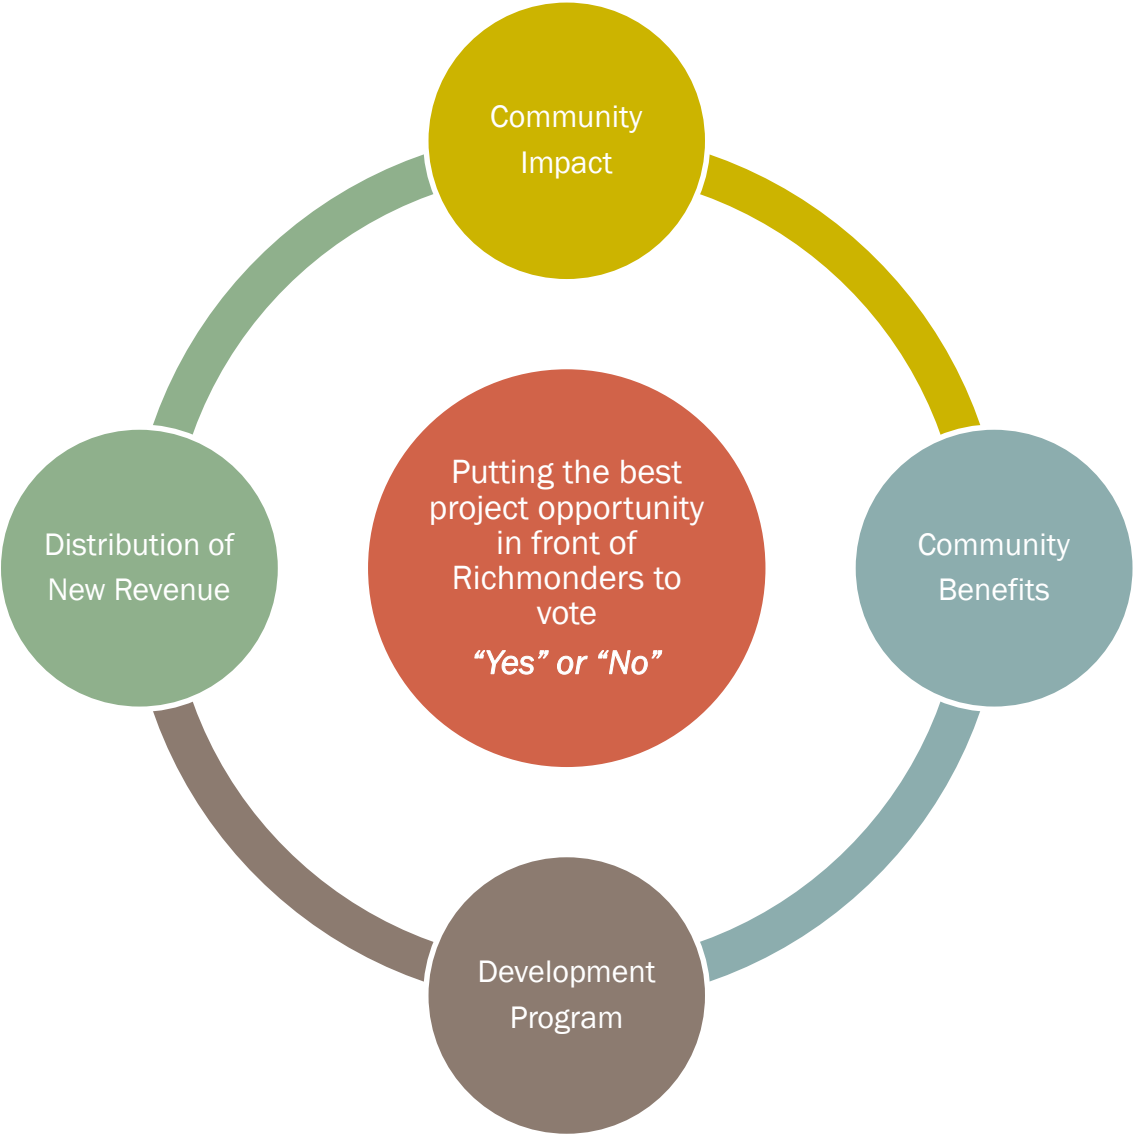 Community
Impact
Distribution of
New Revenue
Putting the best
project opportunity
in front of
Richmonders to
vote
“Yes” or “No”
Community
Benefits
Development
Program